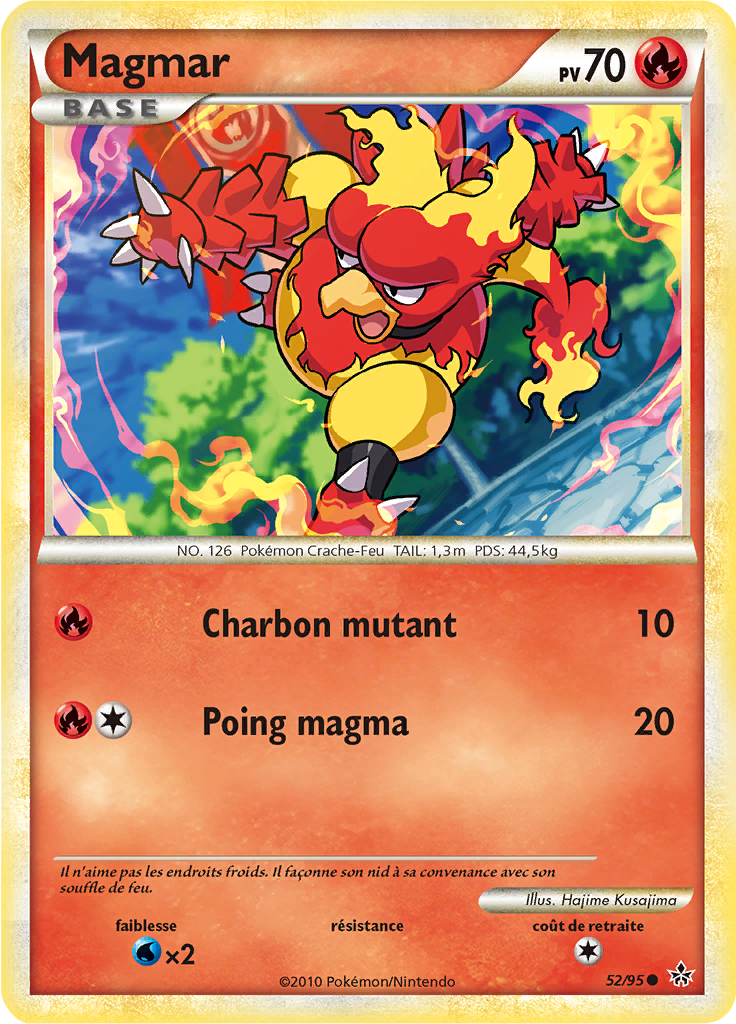 Magmar
PV 70
BASE
NO. 126 Pokémon Crache-Feu TAIL: 1,3m PDS: 44,5kg
Charbon mutant 10
Poing magma 20
Il n'aime pas les endroits froids. Il façonne son nid à sa convenance avec son
souffle de feu.
Illus. Hajime Kusajima
faiblesse résistance coût de retraite
×2
©2010 Pokémon/Nintendo
52/95